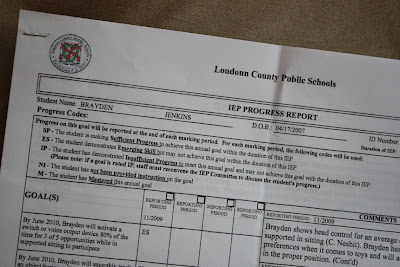 Loudoun County Public Schools
IEP PROGRESS REPORT
Student Name: BRAYDEN JENKINS D.O.B. 04/17/2007 ID Number
Progress Codes: Duration of IEP:
Progress on this goal will be reported at the end of each marking period. For each marking period, the following codes will be used:
SP - The student is making Sufficient Progress to achieve this annual goal within the duration of this IEP
ES - The student demonstrates Emerging Skill but may not achieve this goal within the duration of this IEP
IP - The student has demonstrated Insufficient Progress to meet this annual goal and may not achieve this goal with the duration of this IEP.
(Please note: if a goal is rated IP, staff must reconvene the IEP Committee to discuss the student's progress.)
NI - The student has not been provided instruction on the goal
M - The student has Mastered this annual goal
GOAL(S)
REPORTING PERIOD
REPORTING PERIOD
REPORTING PERIOD
REPORTING PERIOD
REPORTING PERIOD: 11/2009
COMMENTS
11/2009
By June 2010, Brayden will activate a
switch or voice output device 80% of the
time for 3 of 5 opportunities while in
supported sitting to participate
ES
Brayden shows head control for an average
supported in sitting (C. Nesbit). Brayden has
preferences when it comes to toys and will a
in the air. (Cont'd)
By June 2010, Brayden will